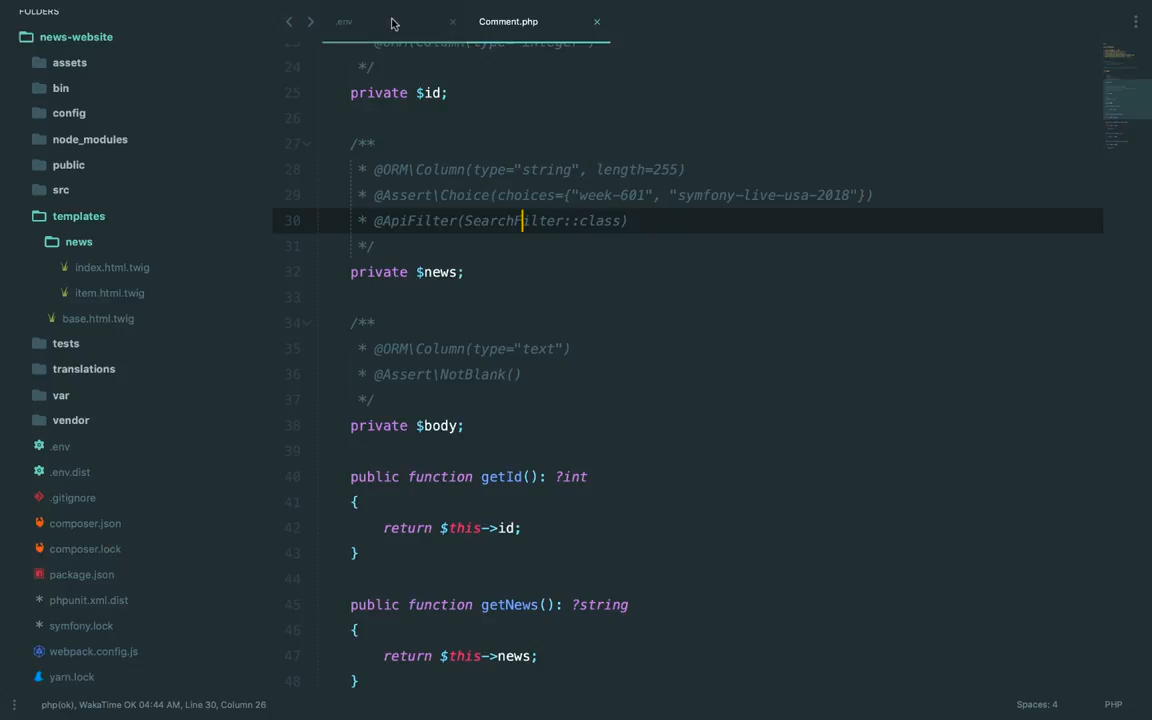 FOLDERS
news-website
assets
bin
config
node_modules
public
src
templates
news
index.html.twig
item.html.twig
base.html.twig
tests
translations
var
vendor
.env
.env.dist
.gitignore
composer.json
composer.lock
package.json
phpunit.xml.dist
symfony.lock
webpack.config.js
yarn.lock
.env
Comment.php
23 * @ORM\Column(type="integer")
24 */
25 private $id;
26
27 /**
28 * @ORM\Column(type="string", length=255)
29 * @Assert\Choice(choices={"week-601", "symfony-live-usa-2018"})
30 * @ApiFilter(SearchFilter::class)
31 */
32 private $news;
33
34 /**
35 * @ORM\Column(type="text")
36 * @Assert\NotBlank()
37 */
38 private $body;
39
40 public function getId(): ?int
41 {
42 return $this->id;
43 }
44
45 public function getNews(): ?string
46 {
47 return $this->news;
48 }
php(ok), WakaTime OK 04:44 AM, Line 30, Column 26
Spaces: 4
PHP